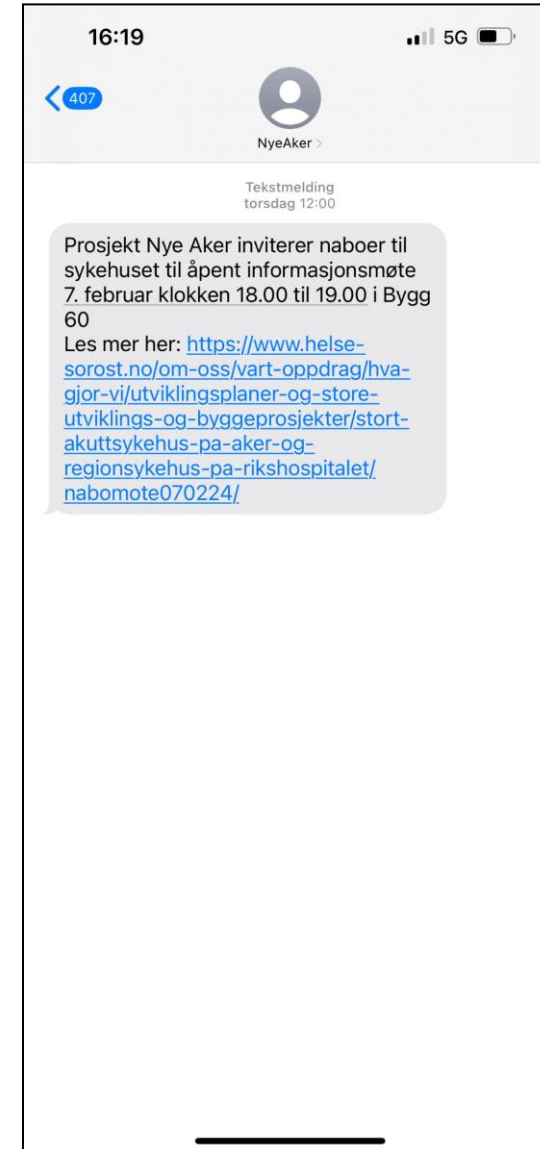 16:19
5G
407
NyeAker
Tekstmelding
torsdag 12:00
Prosjekt Nye Aker inviterer naboer til
sykehuset til åpent informasjonsmøte
7. februar klokken 18.00 til 19.00 i Bygg
60
Les mer her: https://www.helse-
sorost.no/om-oss/vart-oppdrag/hva-
gjor-vi/utviklingsplaner-og-store-
utviklings-og-byggeprosjekter/stort-
akuttsykehus-pa-aker-og-
regionsykehus-pa-rikshospitalet/
nabomote070224/